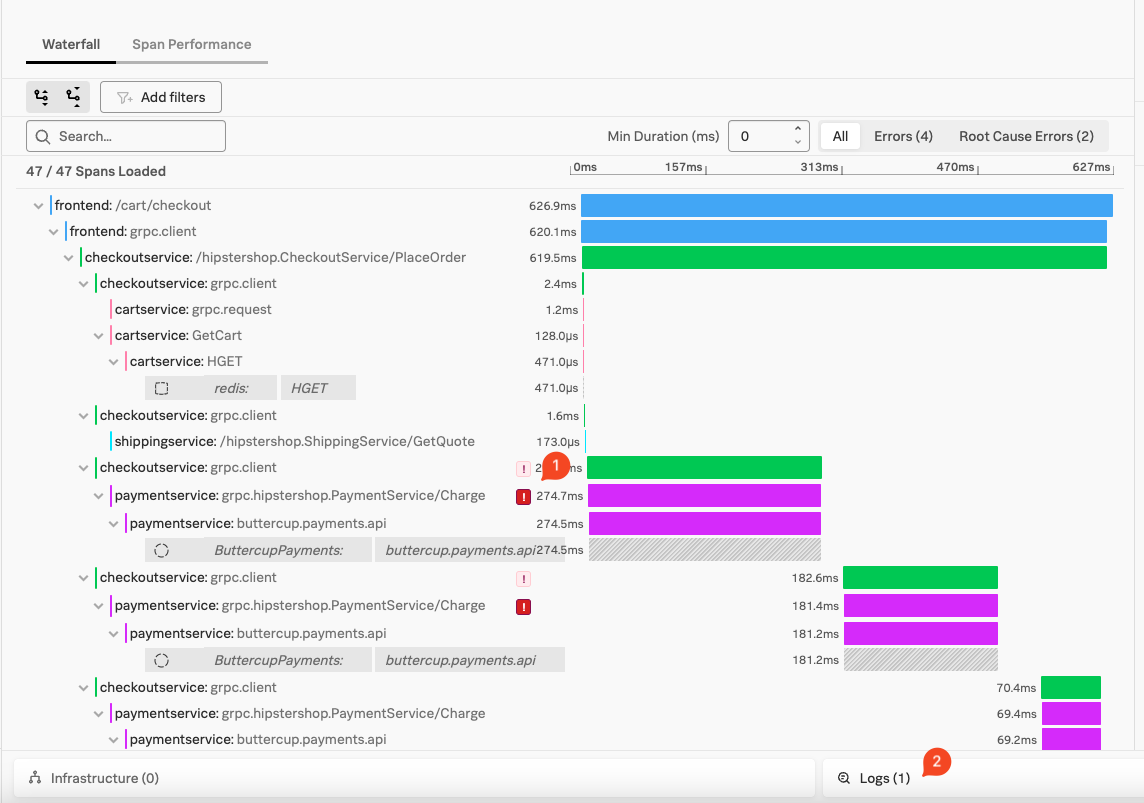 Waterfall Span Performance
Add filters
Search... Min Duration (ms) 0 All Errors (4) Root Cause Errors (2)
47 / 47 Spans Loaded 0ms 157ms 313ms 470ms 627ms
frontend: /cart/checkout 626.9ms
frontend: grpc.client 620.1ms
checkoutservice: /hipstershop.CheckoutService/PlaceOrder 619.5ms
checkoutservice: grpc.client 2.4ms
cartservice: grpc.request 1.2ms
cartservice: GetCart 128.0µs
cartservice: HGET 471.0µs
redis: HGET 471.0µs
checkoutservice: grpc.client 1.6ms
shippingservice: /hipstershop.ShippingService/GetQuote 173.0µs
checkoutservice: grpc.client ! 1
paymentservice: grpc.hipstershop.PaymentService/Charge ! 274.7ms
paymentservice: buttercup.payments.api 274.5ms
ButtercupPayments: buttercup.payments.api 274.5ms
checkoutservice: grpc.client ! 182.6ms
paymentservice: grpc.hipstershop.PaymentService/Charge ! 181.4ms
paymentservice: buttercup.payments.api 181.2ms
ButtercupPayments: buttercup.payments.api 181.2ms
checkoutservice: grpc.client 70.4ms
paymentservice: grpc.hipstershop.PaymentService/Charge 69.4ms
paymentservice: buttercup.payments.api 69.2ms
Infrastructure (0) Logs (1) 2